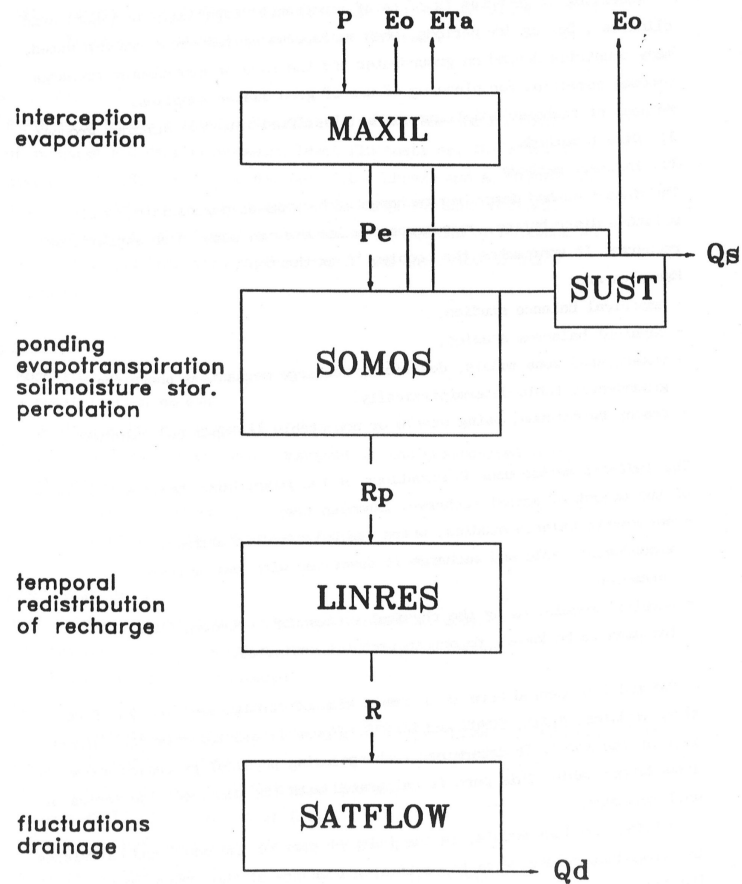 P Eo ETa Eo
interception
evaporation
MAXIL
Pe
Qs
SUST
ponding
evapotranspiration
soilmoisture stor.
percolation
SOMOS
Rp
temporal
redistribution
of recharge
LINRES
R
fluctuations
drainage
SATFLOW
Qd